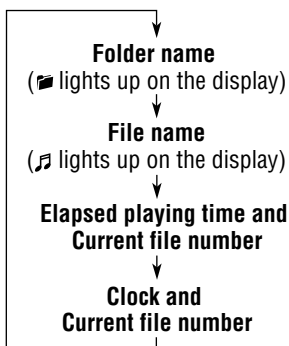 Folder name
( lights up on the display)
File name
( lights up on the display)
Elapsed playing time and
Current file number
Clock and
Current file number